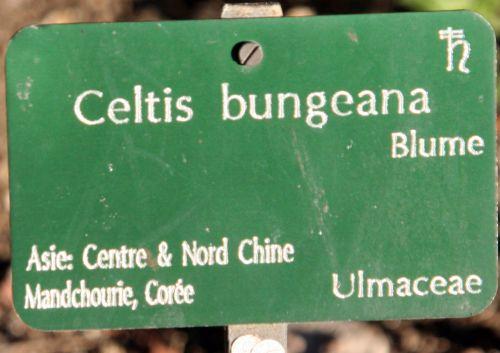 Celtis bungeana
Blume
Asie: Centre & Nord Chine
Mandchourie, Corée
Ulmaceae